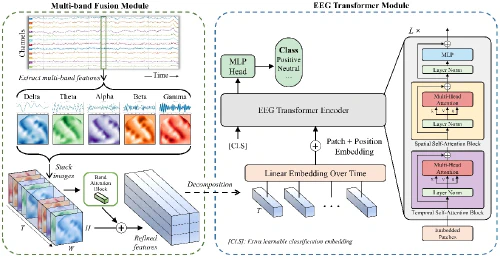 Multi-band Fusion Module
Channels
Time
Extract multi-band features
Delta
Theta
Alpha
Beta
Gamma
Stack
images
Band
Attention
Block
T
W
H
Refined
features
Decomposition
EEG Transformer Module
MLP
Head
Class
Positive
Neutral
...
EEG Transformer Encoder
[CLS]
Patch + Position
Embedding
Linear Embedding Over Time
T
[CLS]: Extra learnable classification embedding
L ×
MLP
Layer Norm
Multi-Head
Attention
Layer Norm
Spatial Self-Attention Block
Multi-Head
Attention
Layer Norm
Temporal Self-Attention Block
Embedded
Patches